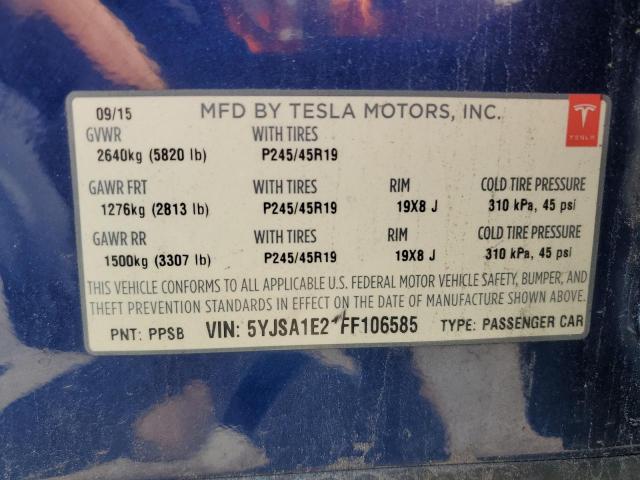 09/15 MFD BY TESLA MOTORS, INC.
GVWR WITH TIRES
2640kg (5820 lb) P245/45R19
TESLA
GAWR FRT WITH TIRES RIM COLD TIRE PRESSURE
1276kg (2813 lb) P245/45R19 19X8 J 310 kPa, 45 psi
GAWR RR WITH TIRES RIM COLD TIRE PRESSURE
1500kg (3307 lb) P245/45R19 19X8 J 310 kPa, 45 psi
THIS VEHICLE CONFORMS TO ALL APPLICABLE U.S. FEDERAL MOTOR VEHICLE SAFETY, BUMPER, AND
THEFT PREVENTION STANDARDS IN EFFECT ON THE DATE OF MANUFACTURE SHOWN ABOVE.
PNT: PPSB VIN: 5YJSA1E2 FF106585 TYPE: PASSENGER CAR